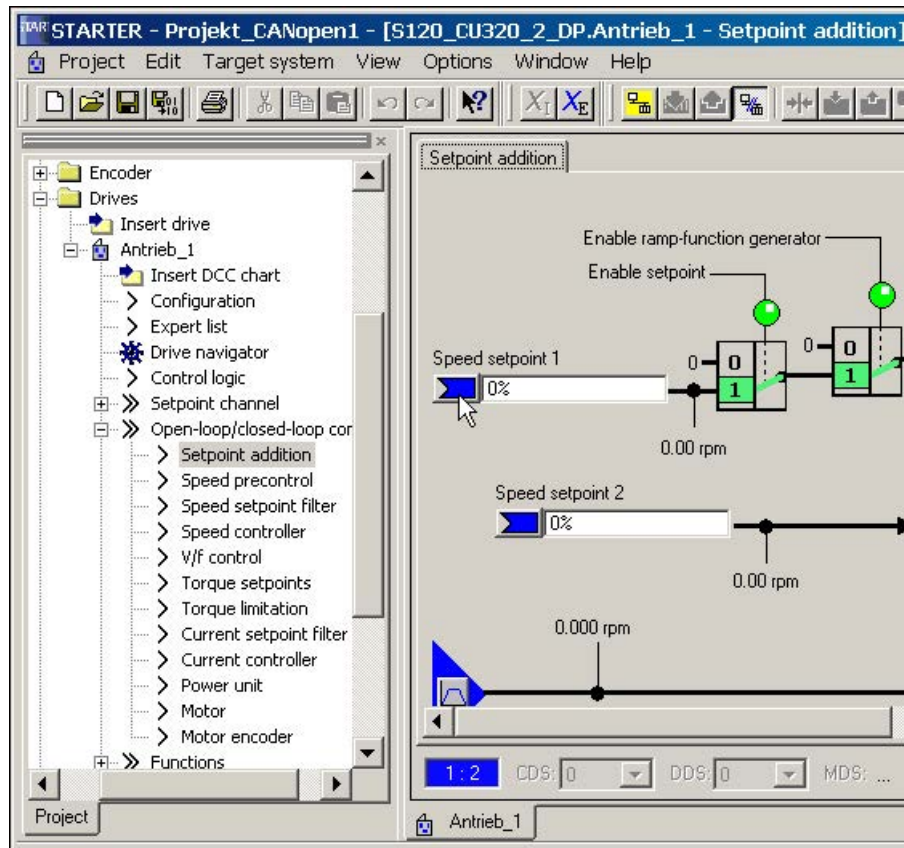 STARTER - Projekt_CANopen1 - [S120_CU320_2_DP.Antrieb_1 - Setpoint addition]
Project Edit Target system View Options Window Help
Encoder
Drives
Insert drive
Antrieb_1
Insert DCC chart
Configuration
Expert list
Drive navigator
Control logic
Setpoint channel
Open-loop/closed-loop cor
Setpoint addition
Speed precontrol
Speed setpoint filter
Speed controller
V/f control
Torque setpoints
Torque limitation
Current setpoint filter
Current controller
Power unit
Motor
Motor encoder
Functions
Project
Setpoint addition
Enable ramp-function generator
Enable setpoint
Speed setpoint 1
0%
0 0
1
0 0
1
0.00 rpm
Speed setpoint 2
0%
0.00 rpm
0.000 rpm
1 : 2 CDS: 0 DDS: 0 MDS: ...
Antrieb_1